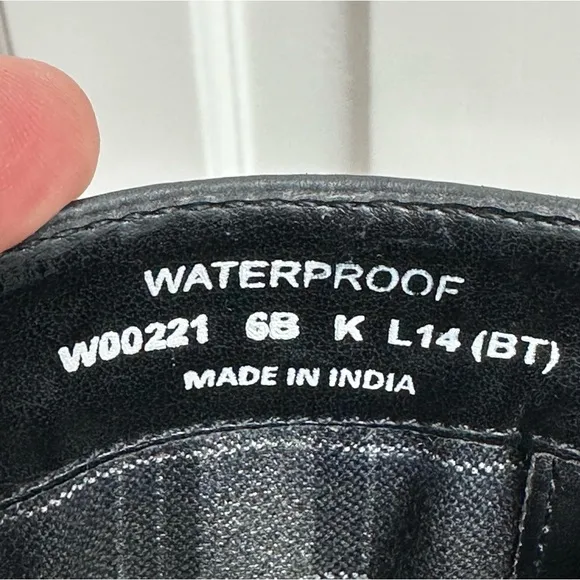 WATERPROOF
W00221 6B K L14 (BT)
MADE IN INDIA